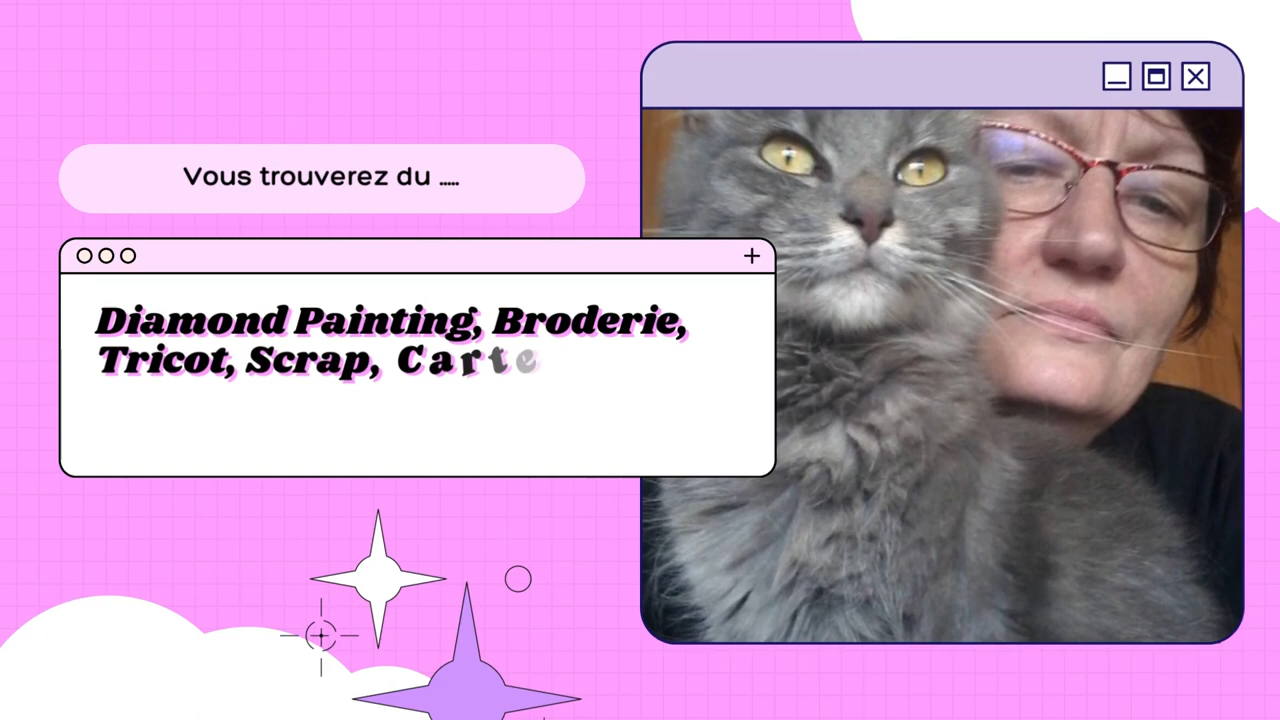 Vous trouverez du .....
Diamond Painting, Broderie,
Tricot, Scrap, Carte